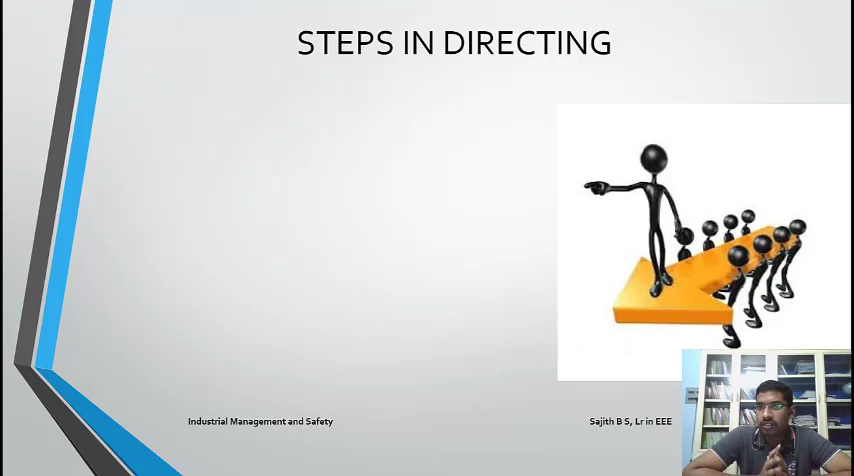 STEPS IN DIRECTING
Industrial Management and Safety
Sajith B S, Lr in EEE